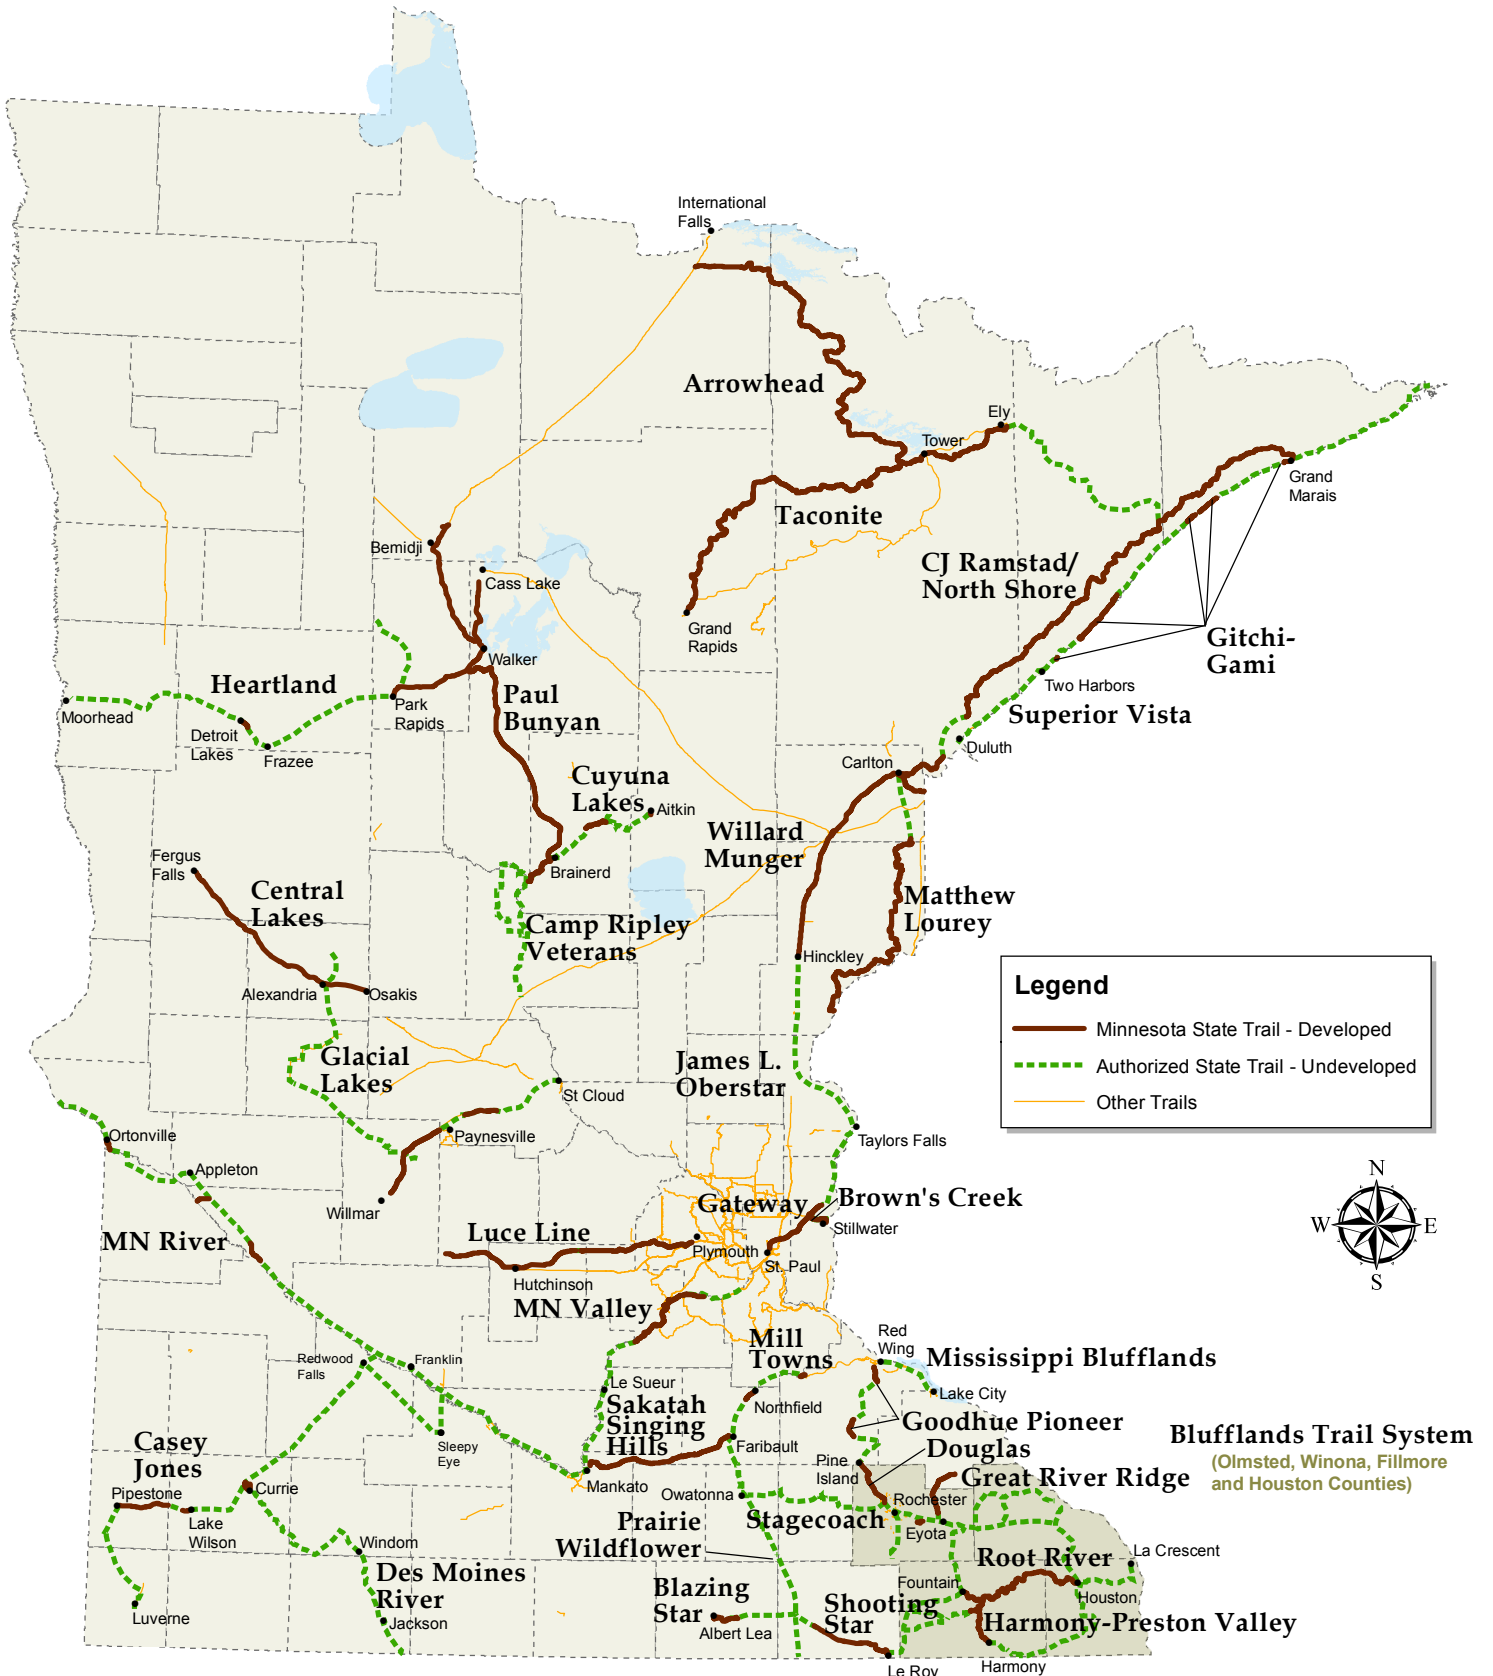 International
Falls
Arrowhead
Ely
Tower
Grand
Marais
Taconite
Bemidji
Cass Lake
CJ Ramstad/
North Shore
Grand
Rapids
Gitchi-
Gami
Walker
Heartland
Park
Rapids
Paul
Bunyan
Two Harbors
Superior Vista
Moorhead
Detroit
Lakes
Frazee
Duluth
Carlton
Cuyuna
Lakes
Aitkin
Willard
Munger
Fergus
Falls
Brainerd
Central
Lakes
Matthew
Lourey
Camp Ripley
Veterans
Hinckley
Alexandria
Osakis
Legend
Minnesota State Trail - Developed
Authorized State Trail - Undeveloped
Other Trails
Glacial
Lakes
James L.
Oberstar
St Cloud
Ortonville
Paynesville
Taylors Falls
Appleton
Willmar
Gateway
Brown's Creek
Stillwater
N
W
E
S
MN River
Luce Line
Plymouth
St. Paul
Hutchinson
MN Valley
Mill
Towns
Red
Wing
Mississippi Blufflands
Redwood
Falls
Franklin
Le Sueur
Lake City
Sakatah
Singing
Hills
Northfield
Goodhue Pioneer
Casey
Jones
Sleepy
Eye
Faribault
Douglas
Blufflands Trail System
(Olmsted, Winona, Fillmore
and Houston Counties)
Pine
Island
Great River Ridge
Pipestone
Currie
Mankato
Owatonna
Rochester
Lake
Wilson
Prairie
Wildflower
Stagecoach
Eyota
Windom
Root River
La Crescent
Des Moines
River
Blazing
Star
Fountain
Houston
Luverne
Jackson
Albert Lea
Shooting
Star
Harmony-Preston Valley
Le Roy
Harmony